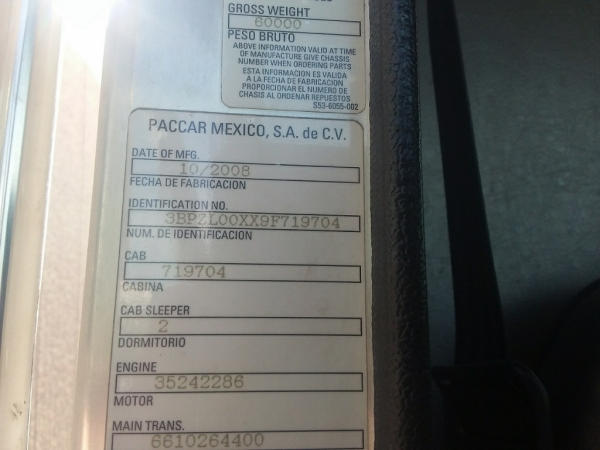 GROSS WEIGHT
60000
PESO BRUTO
ABOVE INFORMATION VALID AT TIME
OF MANUFACTURE GIVE CHASSIS
NUMBER WHEN ORDERING PARTS
ESTA INFORMACION ES VALIDA
A LA FECHA DE FABRICACION
PROPORCIONAR EL NUMERO DE
CHASIS AL ORDENAR REPUESTOS
S53-6055-002
PACCAR MEXICO, S.A. de C.V.
DATE OF MFG.
10/2008
FECHA DE FABRICACION
IDENTIFICATION NO.
3BPZL00XX9F719704
NUM. DE IDENTIFICACION
CAB
719704
CABINA
CAB SLEEPER
2
DORMITORIO
ENGINE
35242286
MOTOR
MAIN TRANS.
6610264400